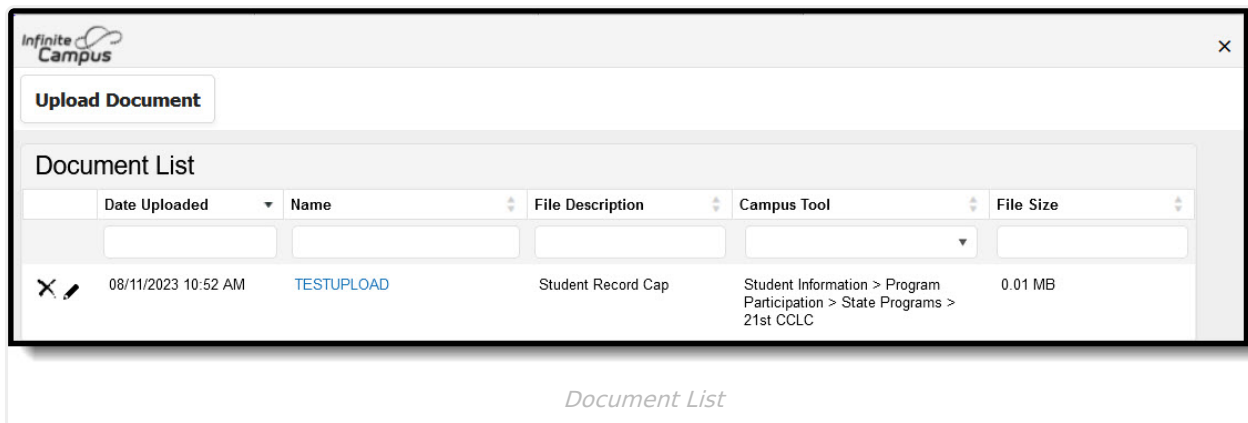 Infinite
Campus
×
Upload Document
Document List
Date Uploaded Name File Description Campus Tool File Size
08/11/2023 10:52 AM TESTUPLOAD Student Record Cap Student Information > Program 0.01 MB
Participation > State Programs >
21st CCLC
Document List